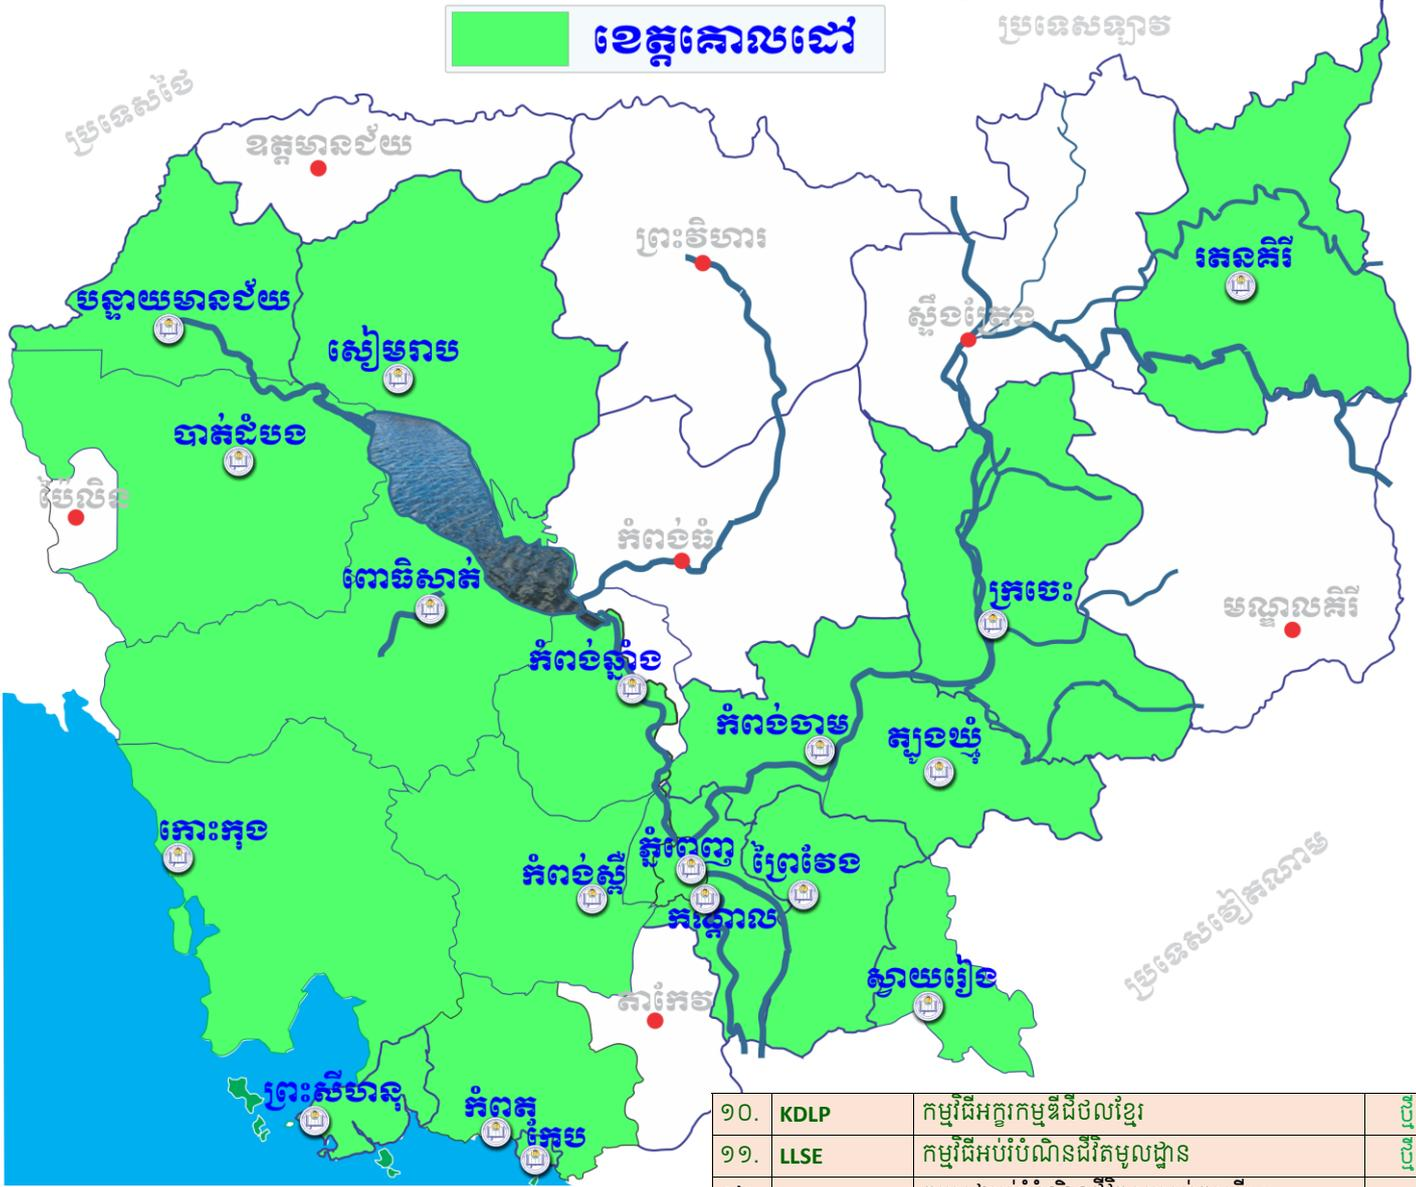 ខេត្តគោលដៅ
ប្រទេសឡាវ
ប្រទេសថៃ
ឧត្តមានជ័យ
ព្រះវិហារ
រតនគិរី
បន្ទាយមានជ័យ
ស្ទឹងត្រែង
សៀមរាប
បាត់ដំបង
ប៉ៃលិន
កំពង់ធំ
ពោធិសាត់
ក្រចេះ
មណ្ឌលគិរី
កំពង់ឆ្នាំង
កំពង់ចាម
ត្បូងឃ្មុំ
កោះកុង
ភ្នំពេញ
ព្រៃវែង
កំពង់ស្ពឺ
កណ្តាល
ប្រទេសវៀតណាម
ស្វាយរៀង
តាកែវ
ព្រះសីហនុ
កំពត
កែប
១០. KDLP កម្មវិធីអក្ខរកម្មឌីជីថលខ្មែរ
១១. LLSE កម្មវិធីអប់រំបំណិនជីវិតមូលដ្ឋាន